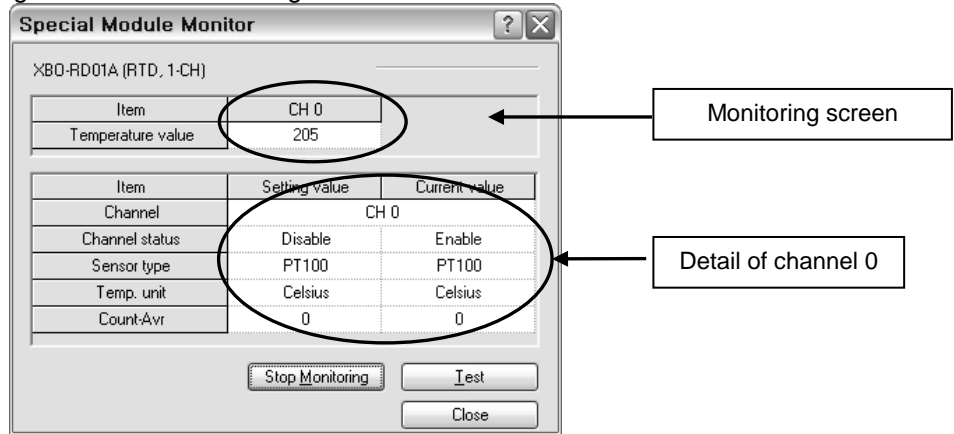 Special Module Monitor
XBO-RD01A (RTD, 1-CH)
Item CH 0
Temperature value 205
Monitoring screen
Item Setting value Current value
Channel CH 0
Channel status Disable Enable
Sensor type PT100 PT100
Temp. unit Celsius Celsius
Count-Avr 0 0
Detail of channel 0
Stop Monitoring Test
Close